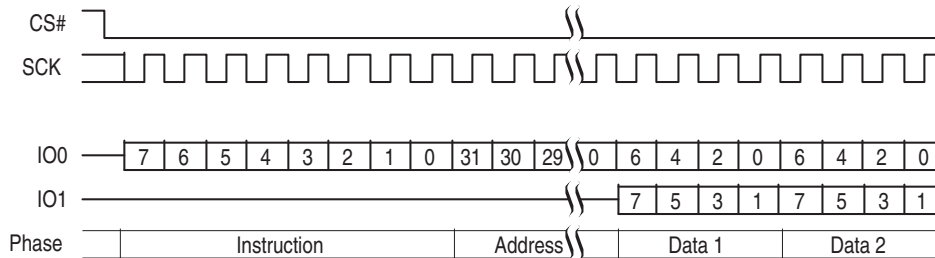 CS#
SCK
IO0 7 6 5 4 3 2 1 0 31 30 29 0 6 4 2 0 6 4 2 0
IO1 7 5 3 1 7 5 3 1
Phase Instruction Address Data 1 Data 2